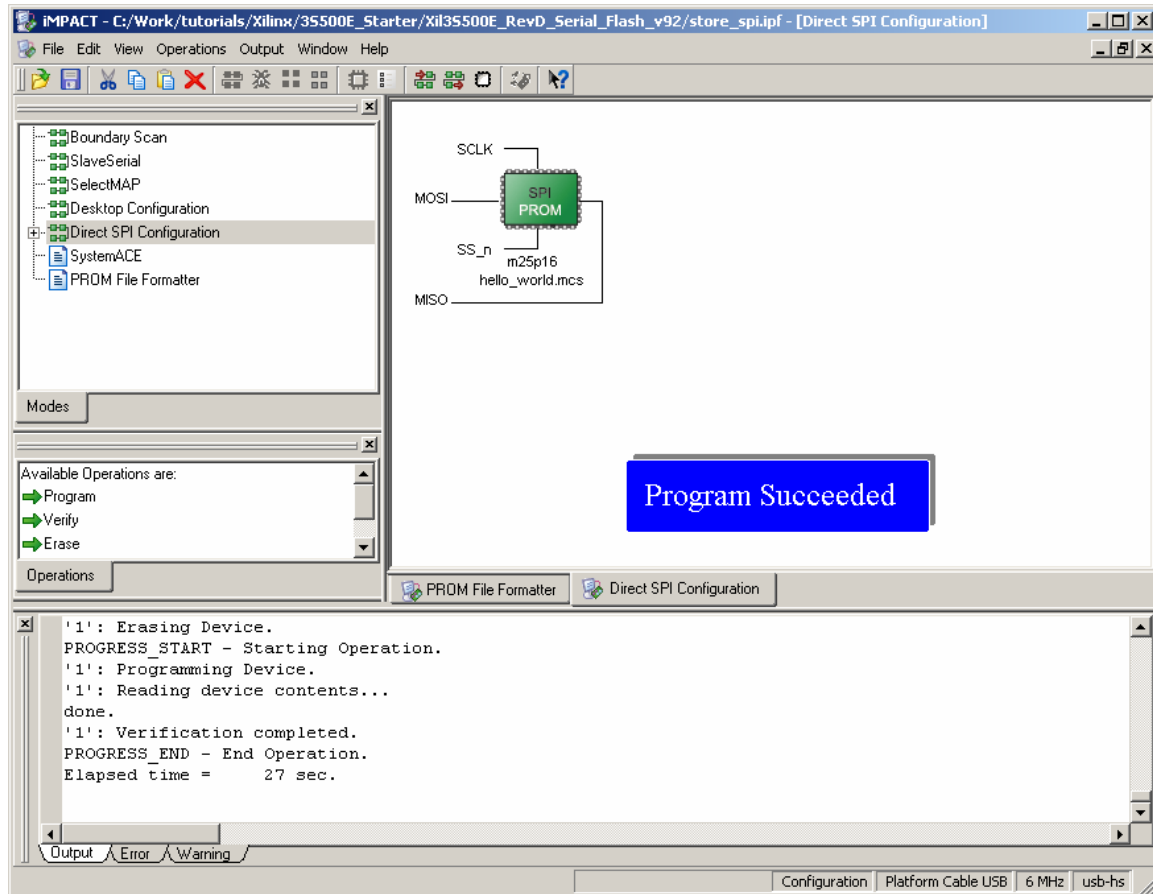 iMPACT - C:/Work/tutorials/Xilinx/3S500E_Starter/Xil3S500E_RevD_Serial_Flash_v92/store_spi.ipf - [Direct SPI Configuration]
File Edit View Operations Output Window Help
Boundary Scan
SlaveSerial
SelectMAP
Desktop Configuration
Direct SPI Configuration
SystemACE
PROM File Formatter
Modes
Available Operations are:
Program
Verify
Erase
Operations
SCLK
MOSI
SPI
PROM
SS_n
m25p16
hello_world.mcs
MISO
Program Succeeded
PROM File Formatter
Direct SPI Configuration
'1': Erasing Device.
PROGRESS_START - Starting Operation.
'1': Programming Device.
'1': Reading device contents...
done.
'1': Verification completed.
PROGRESS_END - End Operation.
Elapsed time =     27 sec.
Output Error Warning
Configuration Platform Cable USB 6 MHz usb-hs